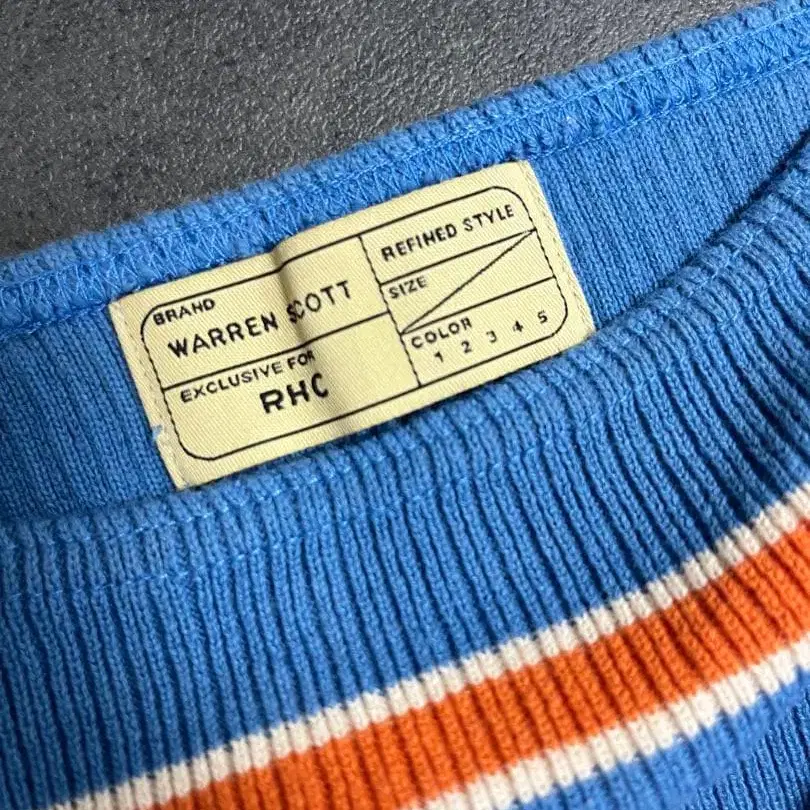 BRAND
WARREN SCOTT
EXCLUSIVE FOR
RHC
REFINED STYLE
SIZE
COLOR
1 2 3 4 5